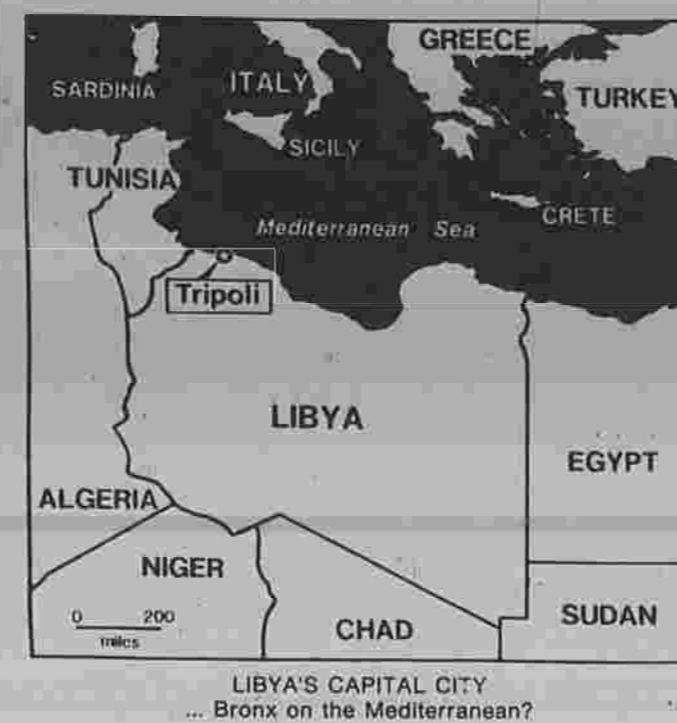 GREECE
SARDINIA
ITALY
TURKEY
SICILY
TUNISIA
CRETE
Mediterranean Sea
Tripoli
LIBYA
EGYPT
ALGERIA
NIGER
0 200
miles
SUDAN
CHAD
LIBYA'S CAPITAL CITY
... Bronx on the Mediterranean?